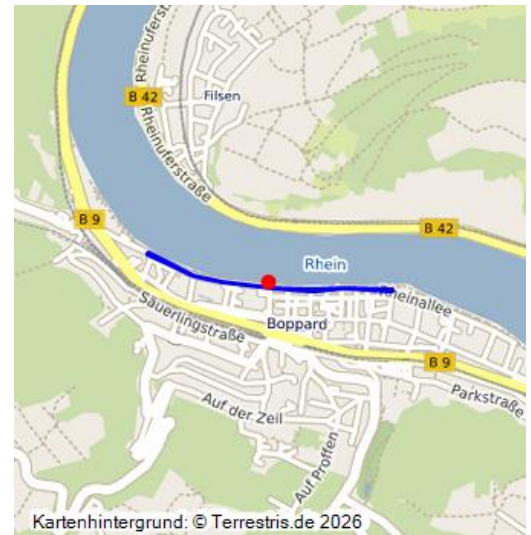 Rheinuferstr
B 42
Filsen
Rheinuferstraße
B 9
B 42
Rhein
Rheinallee
Säuerlingstraße
Boppard
B 9
Parkstraße
Auf der Zeil
Auf Proffen
Kartenhintergrund: © Terrestris.de 2026